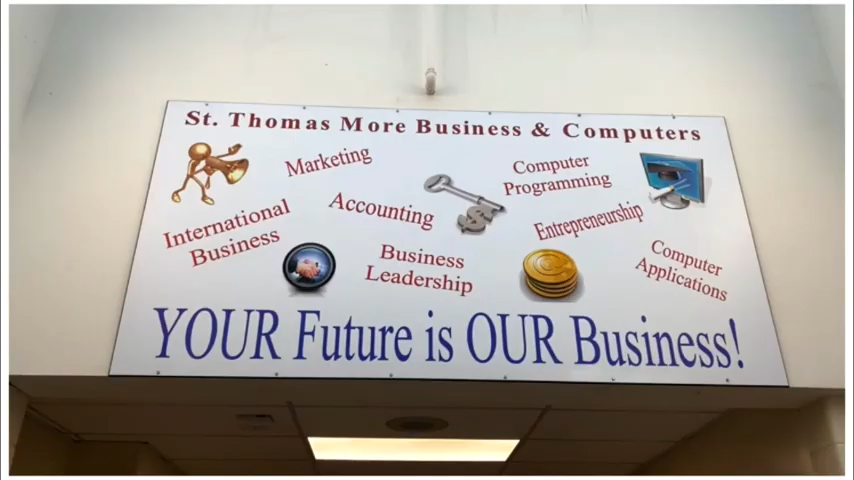 St. Thomas More Business & Computers
Marketing
Computer
Programming
International
Business
Accounting
Entrepreneurship
Business
Leadership
Computer
Applications
$
YOUR Future is OUR Business!